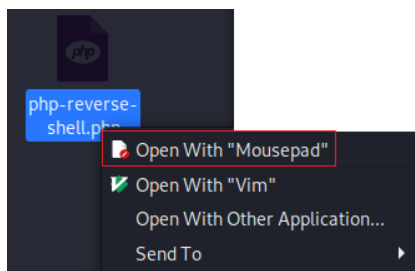 php
php-reverse-
shell.php
Open With "Mousepad"
Open With "Vim"
Open With Other Application...
Send To